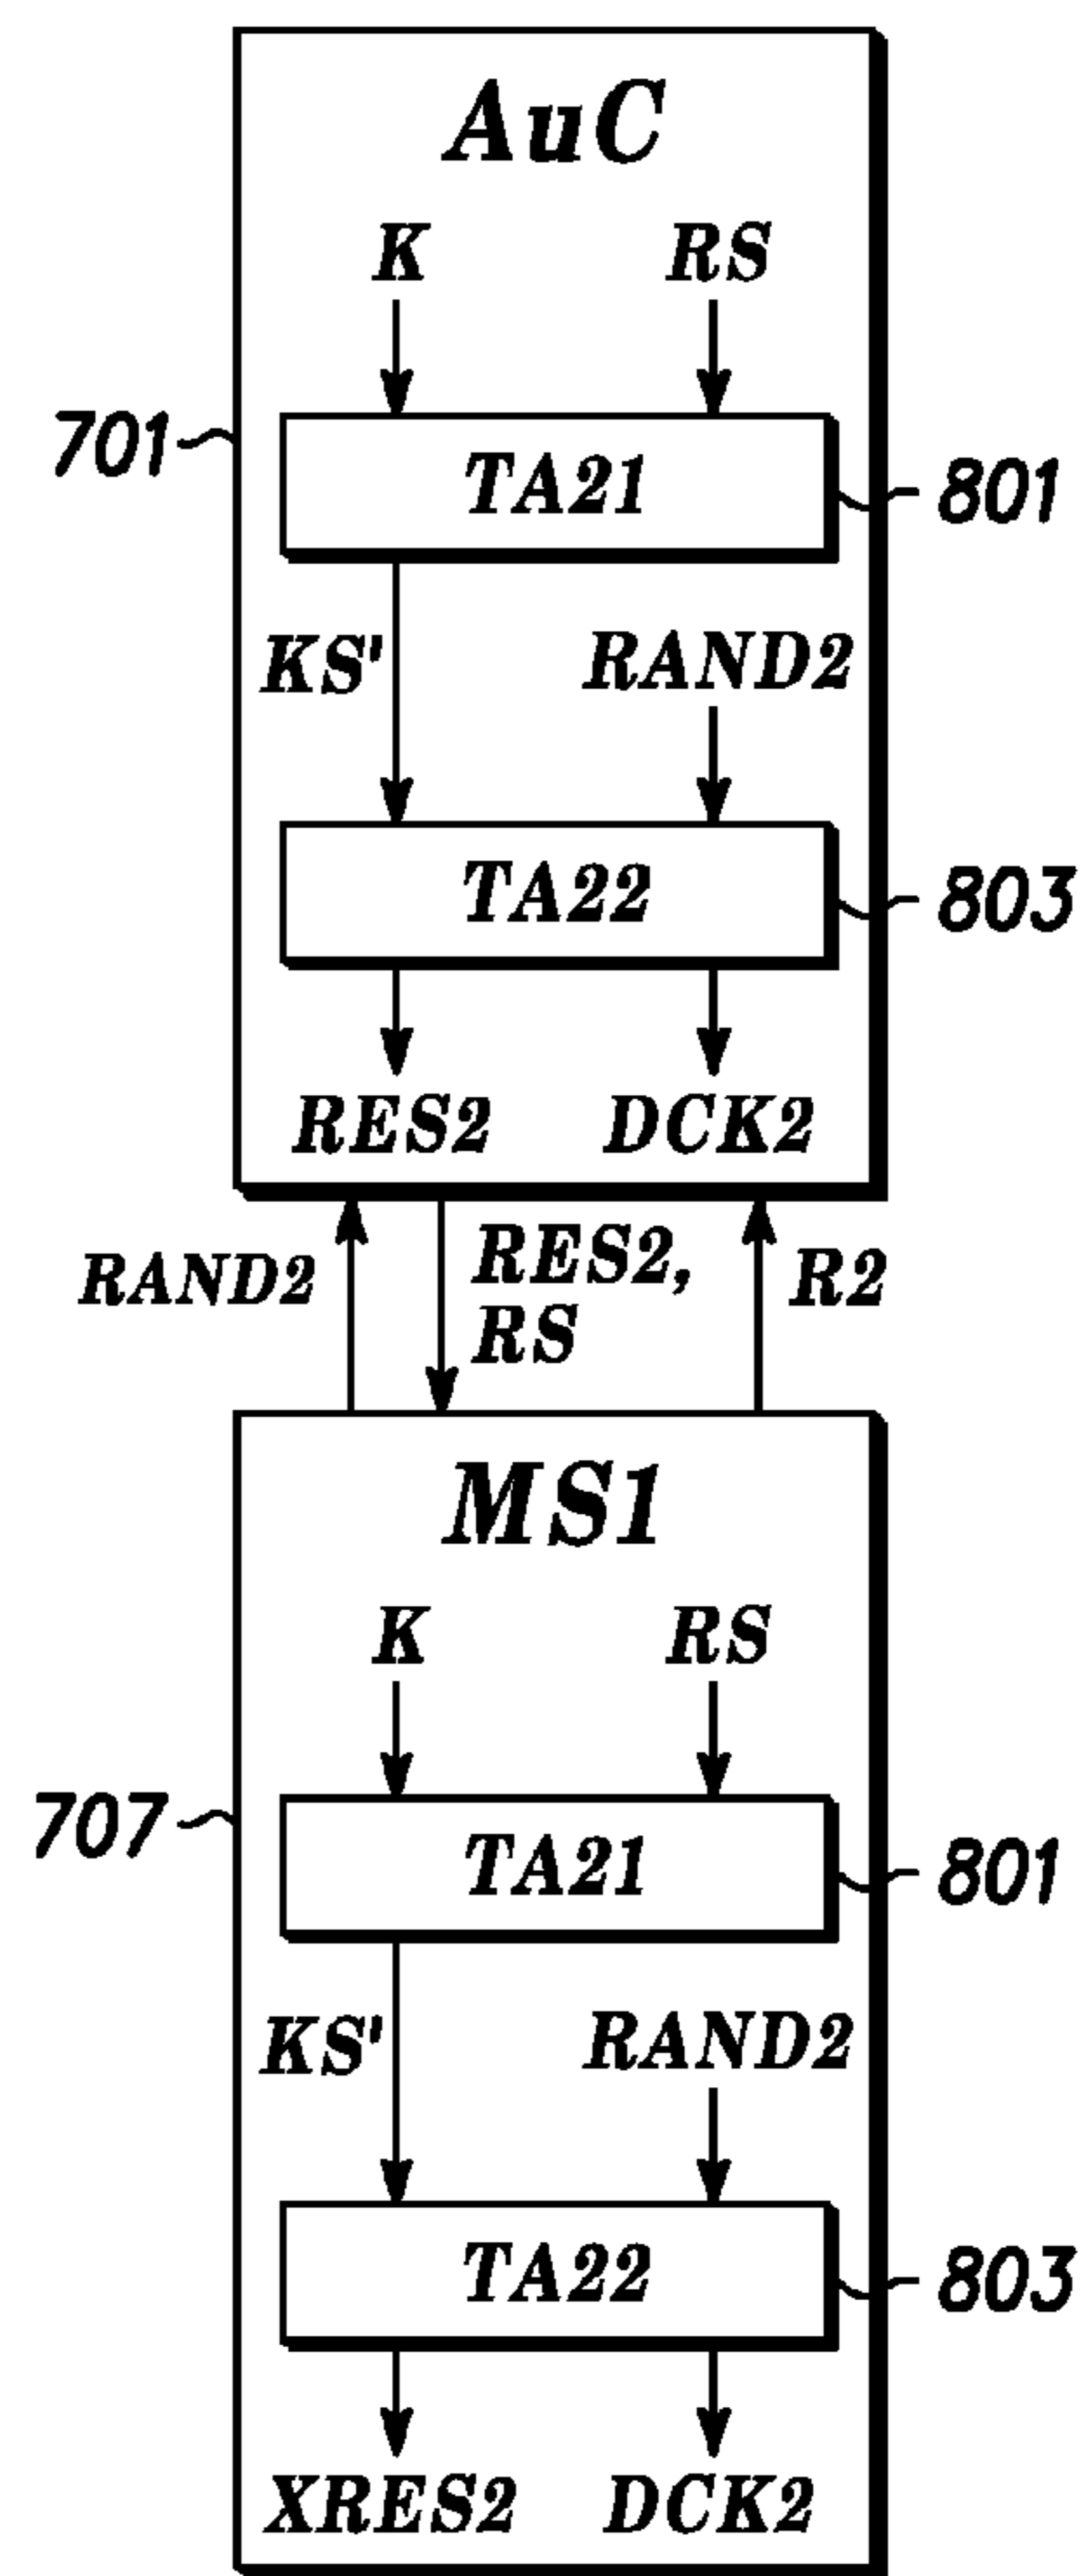 AuC
K RS
701
TA21
801
KS' RAND2
TA22
803
RES2 DCK2
RAND2
RES2,
RS
R2
MS1
K RS
707
TA21
801
KS' RAND2
TA22
803
XRES2 DCK2